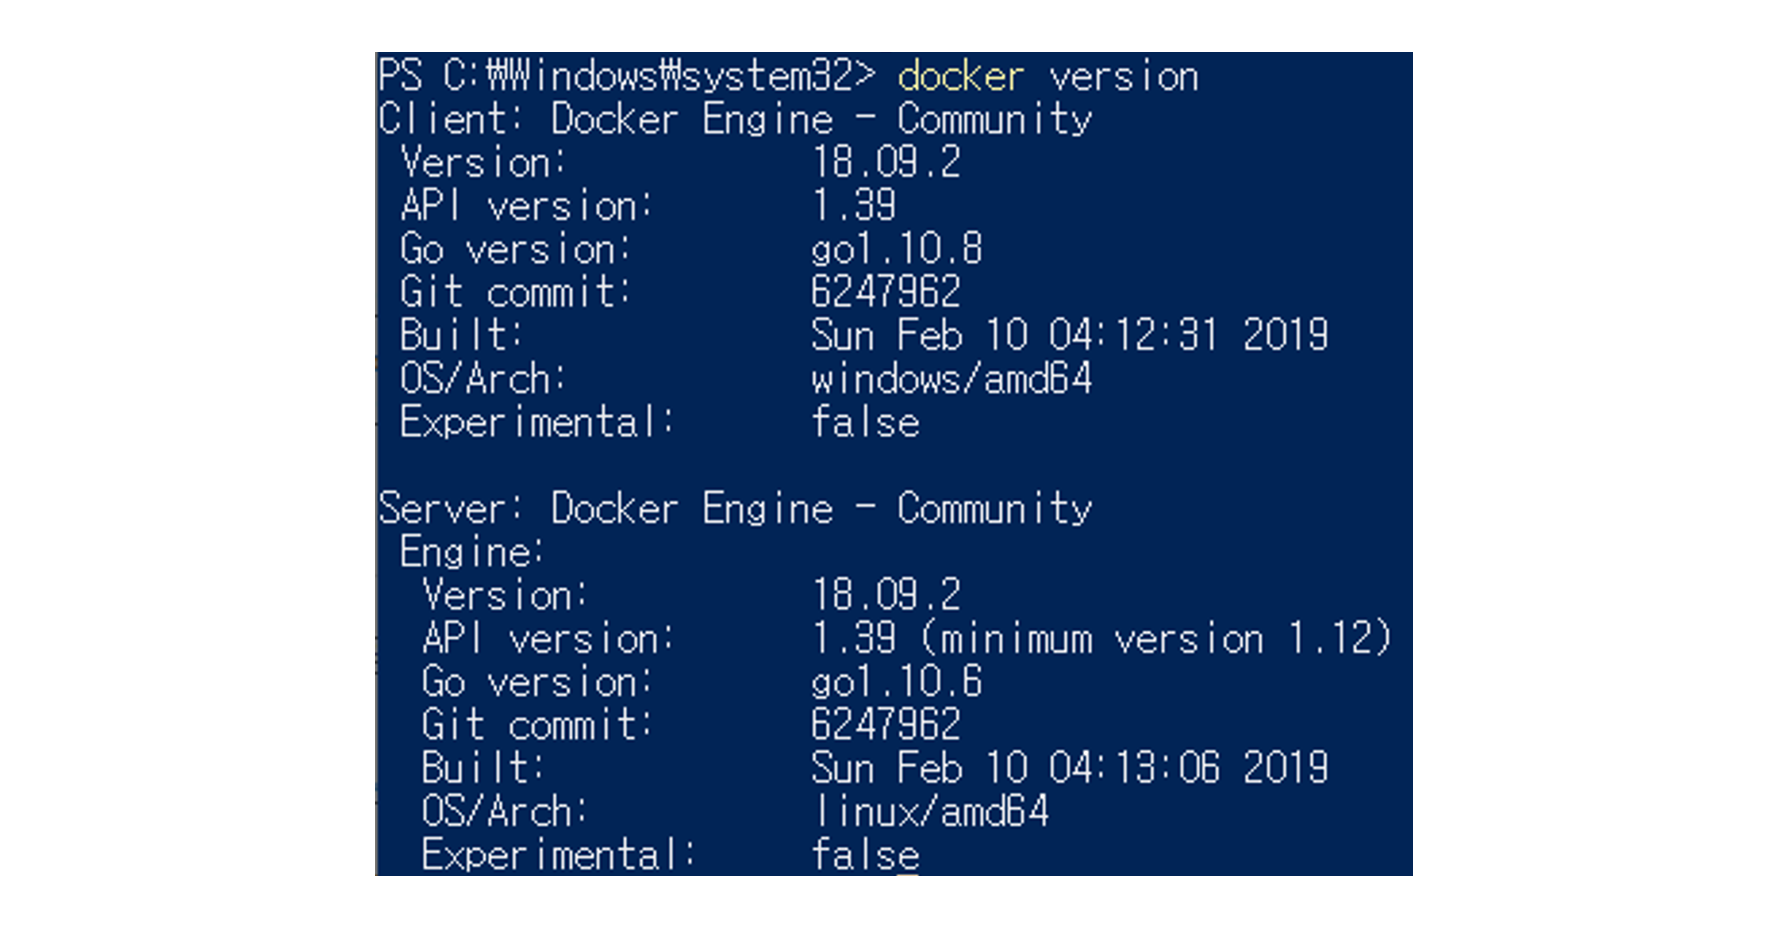 PS C:₩Windows₩system32> docker version
Client: Docker Engine - Community
Version: 18.09.2
API version: 1.39
Go version: go1.10.8
Git commit: 6247962
Built: Sun Feb 10 04:12:31 2019
OS/Arch: windows/amd64
Experimental: false
Server: Docker Engine - Community
Engine:
Version: 18.09.2
API version: 1.39 (minimum version 1.12)
Go version: go1.10.6
Git commit: 6247962
Built: Sun Feb 10 04:13:06 2019
OS/Arch: linux/amd64
Experimental: false